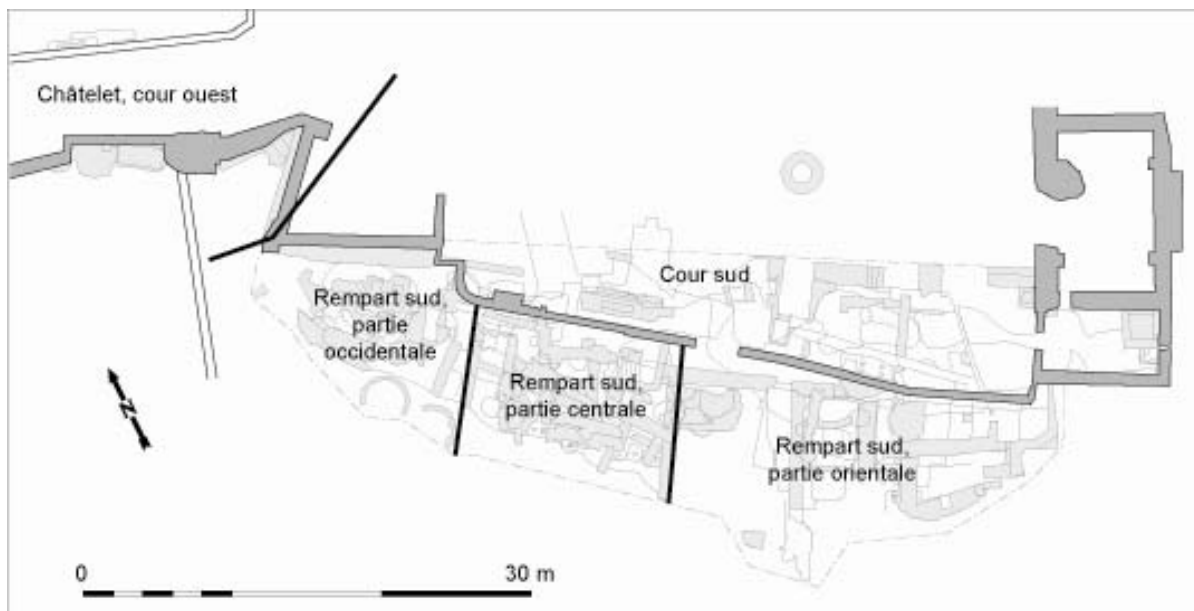 Châtelet, cour ouest
Cour sud
Rempart sud,
partie
occidentale
Rempart sud,
partie centrale
Rempart sud,
partie orientale
N
0
30 m